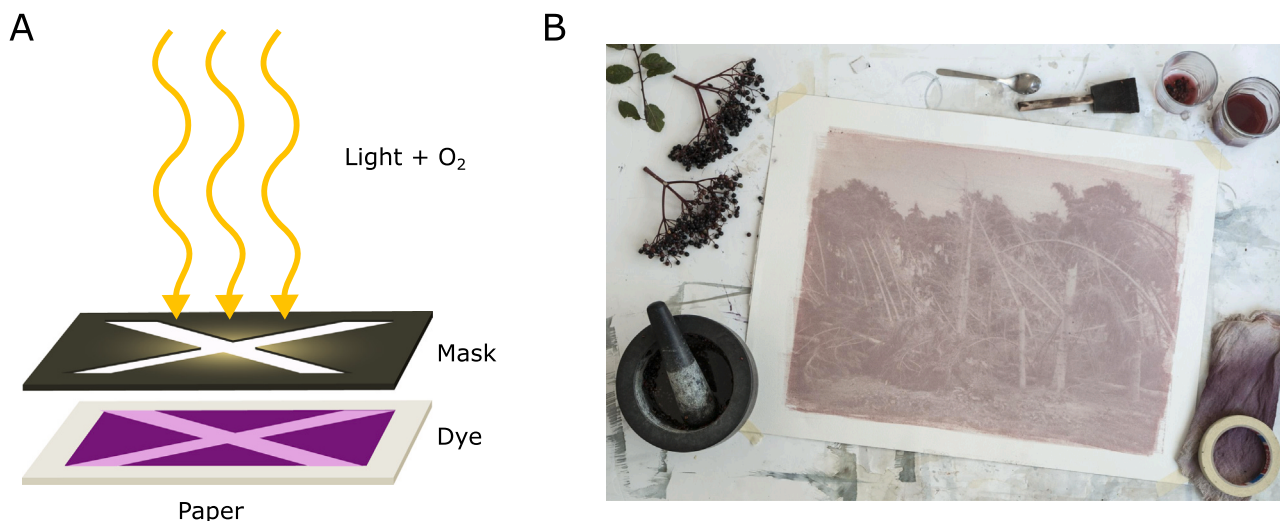 A
B
Light + O₂
Mask
Dye
Paper